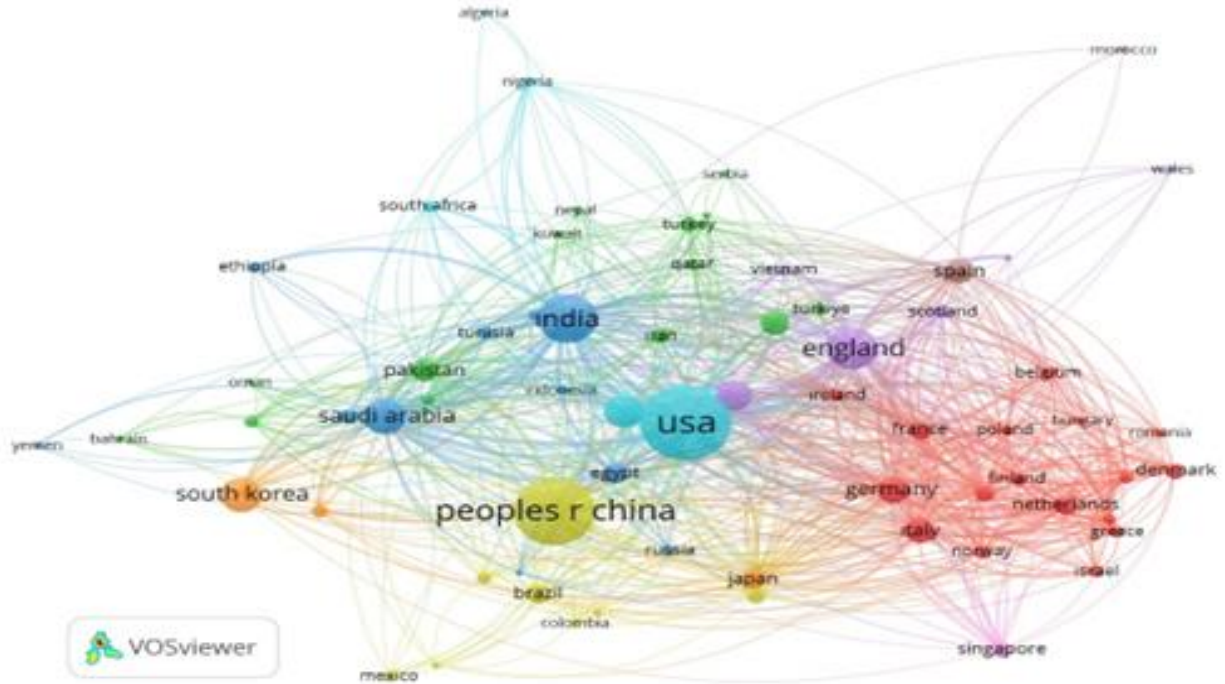 algeria
morocco
nigeria
wales
serbia
south africa
nepal
turkey
kuwait
ethiopia
qatar
vietnam
spain
india
turkiye
scotland
tunisia
iran
england
pakistan
belgium
oman
indonesia
ireland
saudi arabia
usa
france
poland
hungary
romania
yemen
bahrain
egypt
denmark
finland
south korea
germany
netherlands
peoples r china
italy
greece
russia
norway
israel
japan
brazil
colombia
singapore
VOSviewer
mexico